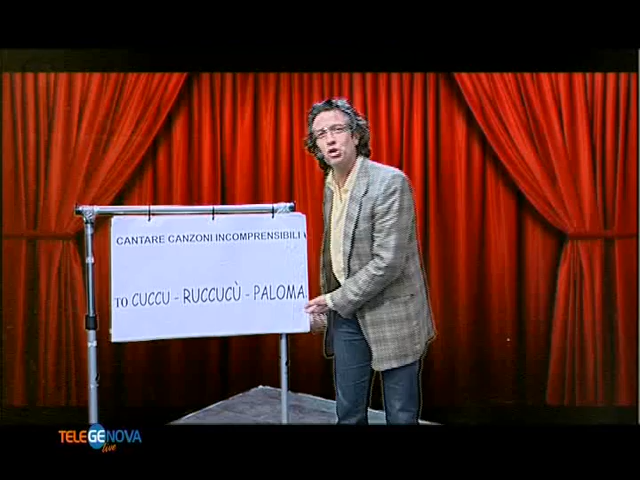 CANTARE CANZONI INCOMPRENSIBILI
TO CUCCU - RUCCUCÙ - PALOMA
TELEGENOVA
live